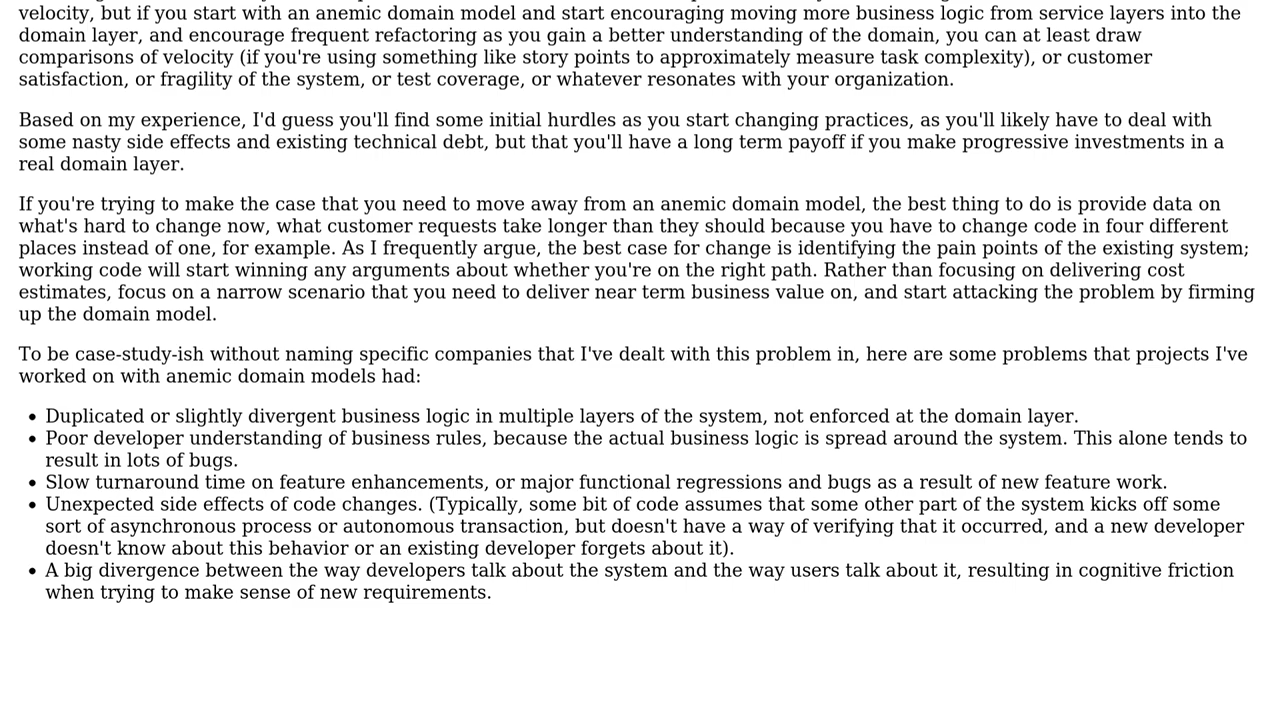 velocity, but if you start with an anemic domain model and start encouraging moving more business logic from service layers into the
domain layer, and encourage frequent refactoring as you gain a better understanding of the domain, you can at least draw
comparisons of velocity (if you're using something like story points to approximately measure task complexity), or customer
satisfaction, or fragility of the system, or test coverage, or whatever resonates with your organization.
Based on my experience, I'd guess you'll find some initial hurdles as you start changing practices, as you'll likely have to deal with
some nasty side effects and existing technical debt, but that you'll have a long term payoff if you make progressive investments in a
real domain layer.
If you're trying to make the case that you need to move away from an anemic domain model, the best thing to do is provide data on
what's hard to change now, what customer requests take longer than they should because you have to change code in four different
places instead of one, for example. As I frequently argue, the best case for change is identifying the pain points of the existing system;
working code will start winning any arguments about whether you're on the right path. Rather than focusing on delivering cost
estimates, focus on a narrow scenario that you need to deliver near term business value on, and start attacking the problem by firming
up the domain model.
To be case-study-ish without naming specific companies that I've dealt with this problem in, here are some problems that projects I've
worked on with anemic domain models had:
• Duplicated or slightly divergent business logic in multiple layers of the system, not enforced at the domain layer.
• Poor developer understanding of business rules, because the actual business logic is spread around the system. This alone tends to
result in lots of bugs.
• Slow turnaround time on feature enhancements, or major functional regressions and bugs as a result of new feature work.
• Unexpected side effects of code changes. (Typically, some bit of code assumes that some other part of the system kicks off some
sort of asynchronous process or autonomous transaction, but doesn't have a way of verifying that it occurred, and a new developer
doesn't know about this behavior or an existing developer forgets about it).
• A big divergence between the way developers talk about the system and the way users talk about it, resulting in cognitive friction
when trying to make sense of new requirements.